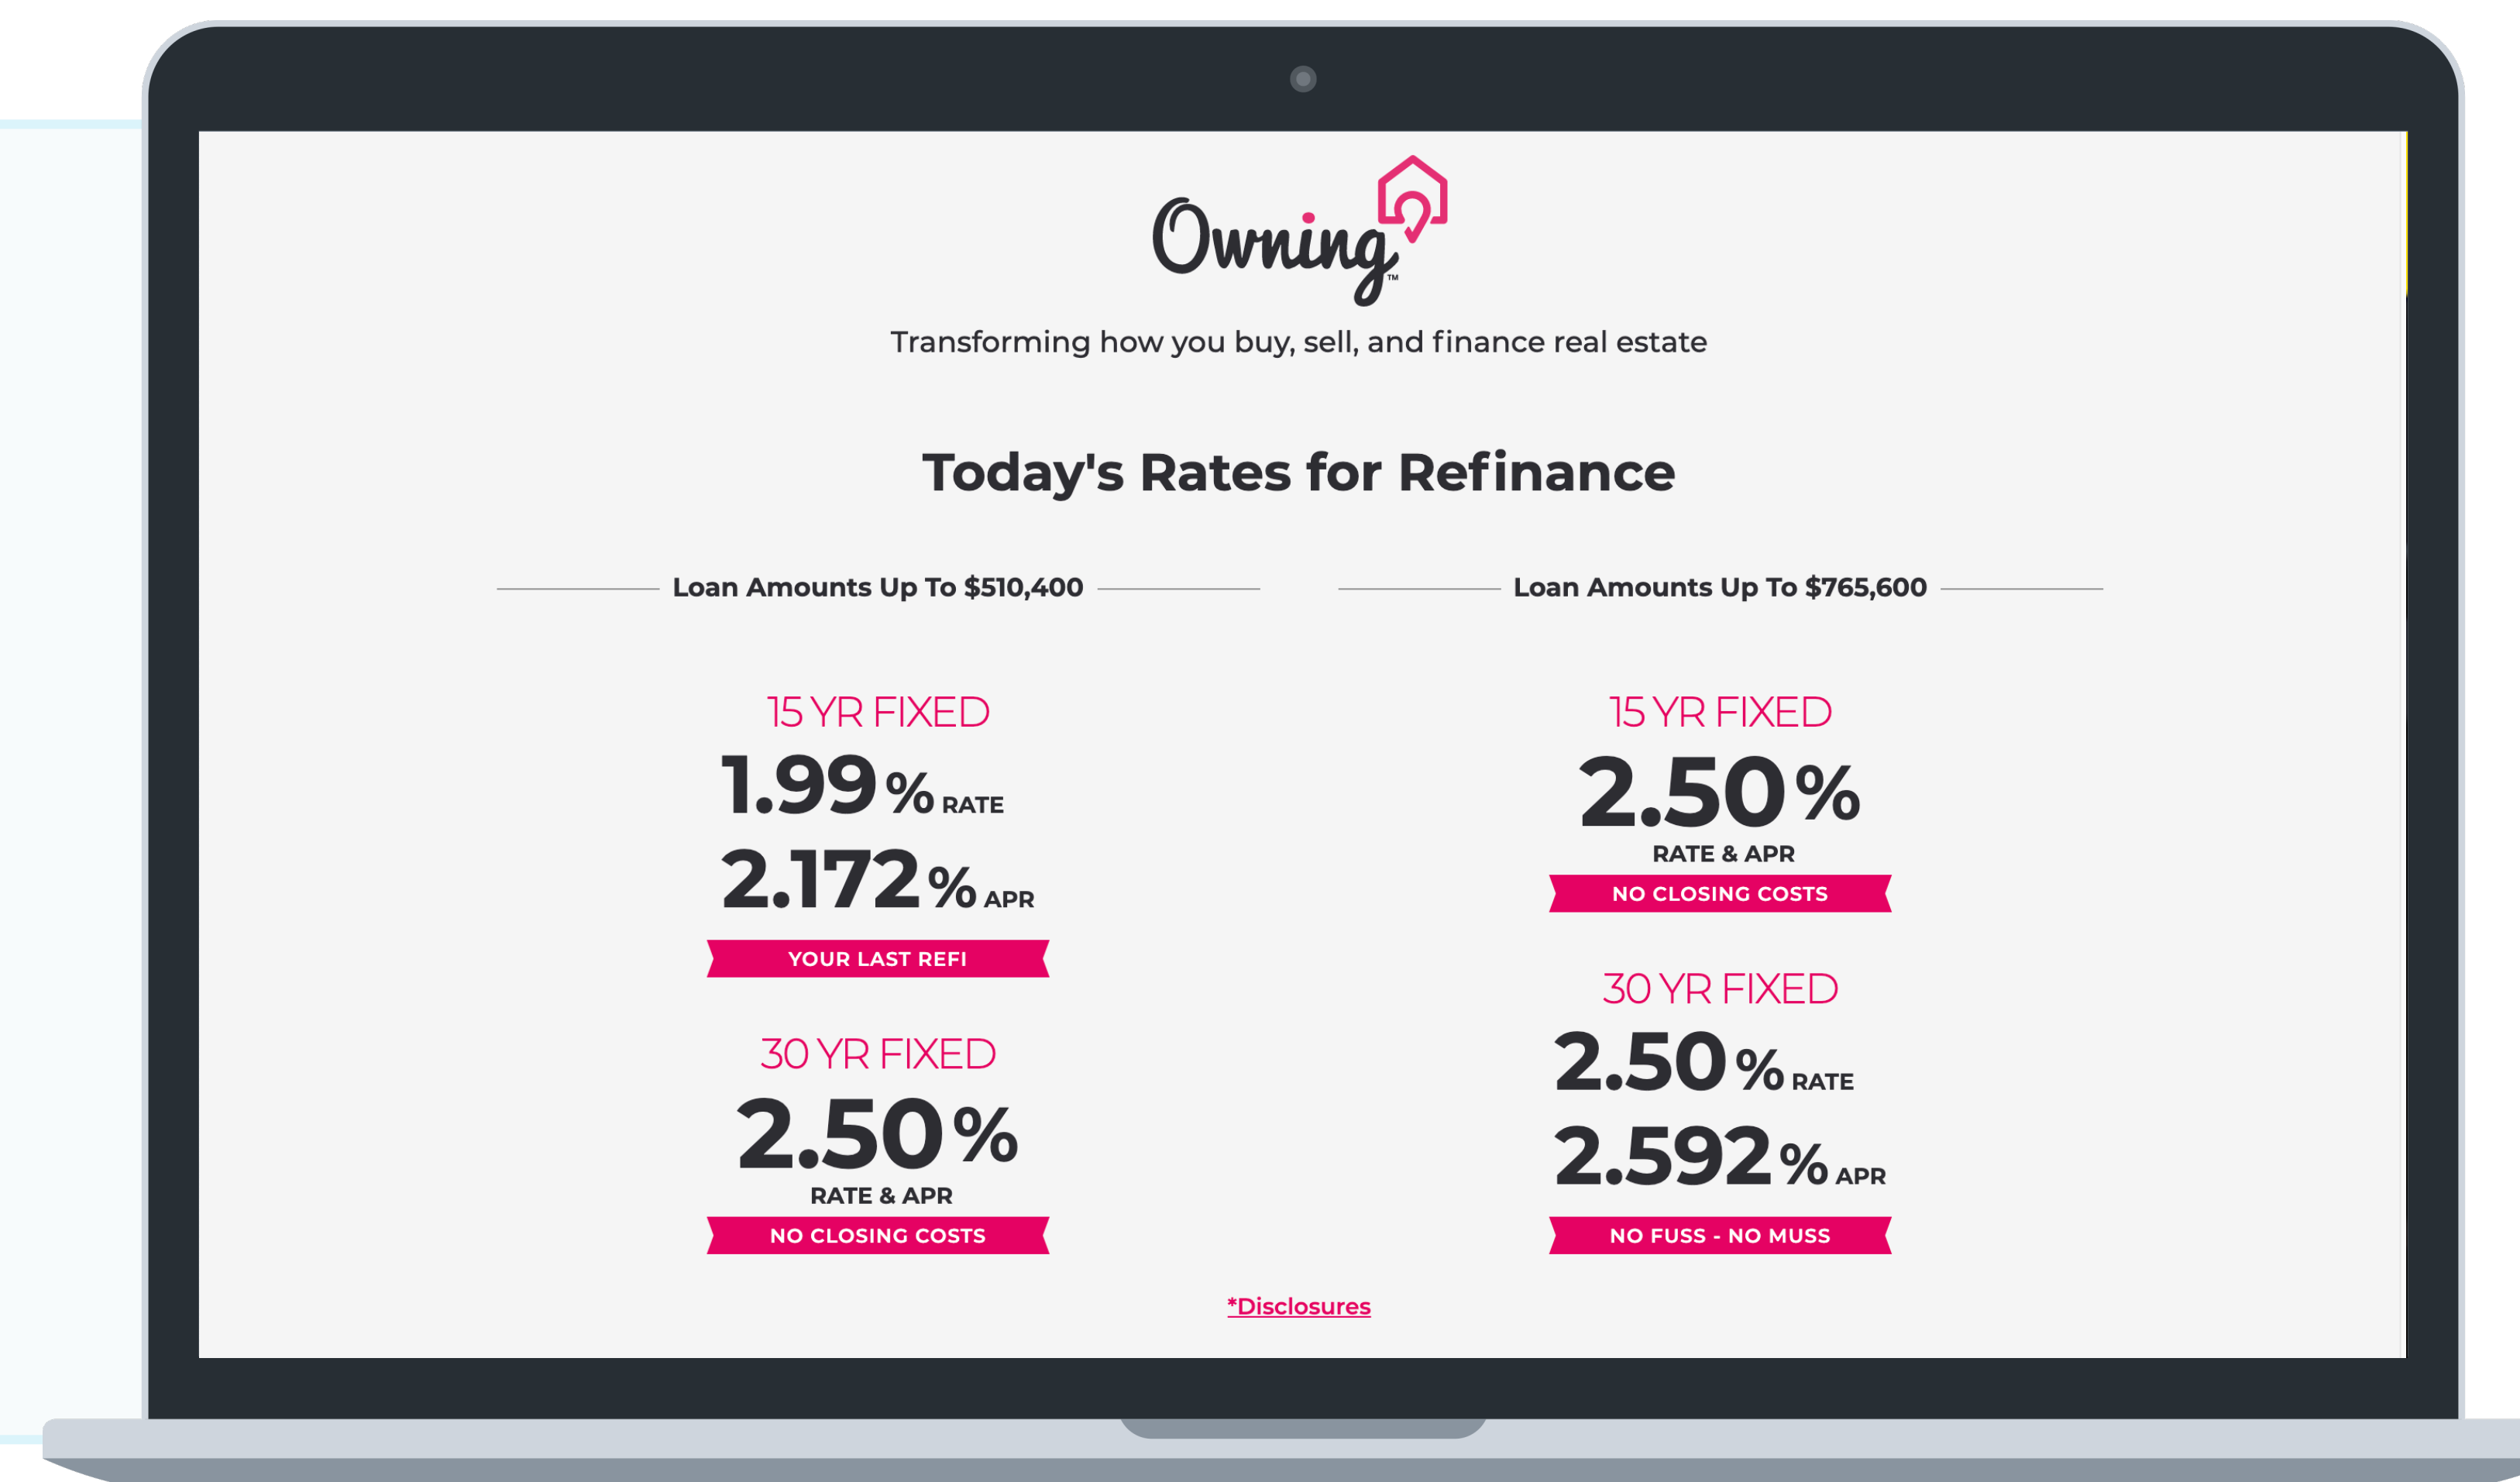 Owning™
Transforming how you buy, sell, and finance real estate
Today's Rates for Refinance
Loan Amounts Up To $510,400
15 YR FIXED
1.99% RATE
2.172% APR
YOUR LAST REFI
30 YR FIXED
2.50%
RATE & APR
NO CLOSING COSTS
Loan Amounts Up To $765,600
15 YR FIXED
2.50%
RATE & APR
NO CLOSING COSTS
30 YR FIXED
2.50% RATE
2.592% APR
NO FUSS - NO MUSS
*Disclosures